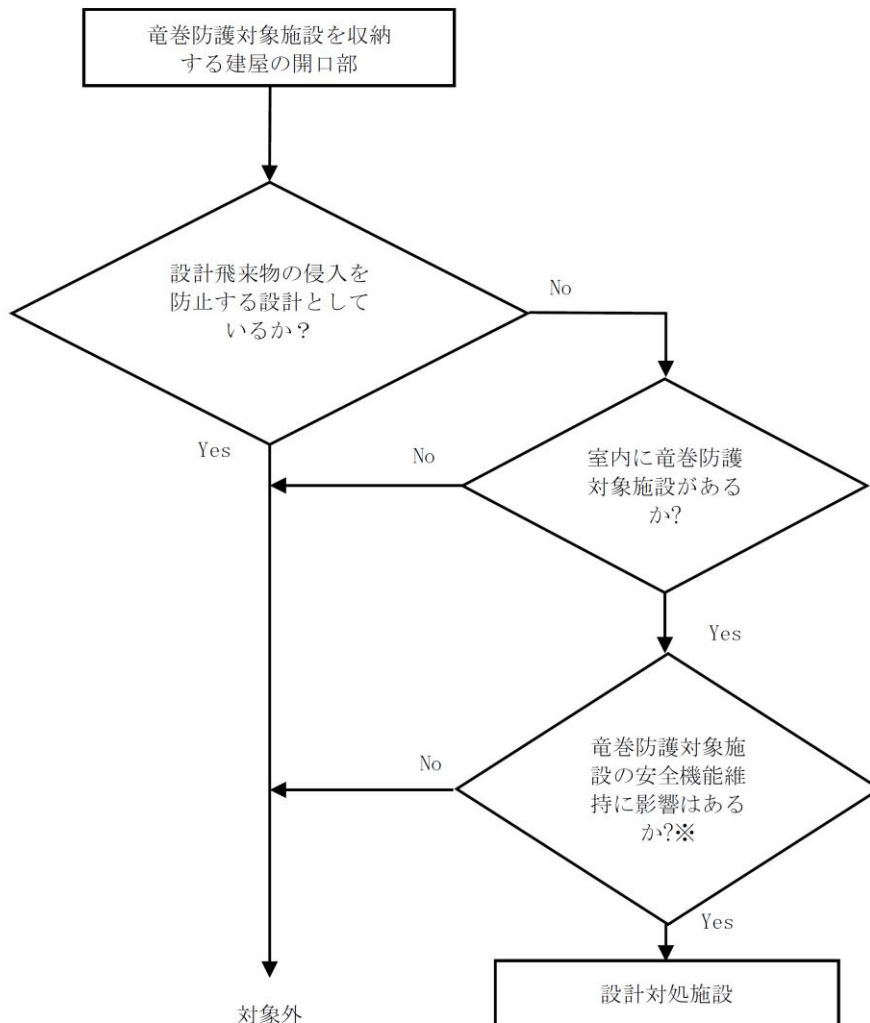 竜巻防護対象施設を収納
する建屋の開口部
設計飛来物の侵入を
防止する設計として
いるか？
No
Yes
No
室内に竜巻防護
対象施設がある
か?
Yes
竜巻防護対象施
設の安全機能維
持に影響はある
か?※
No
Yes
設計対処施設
対象外